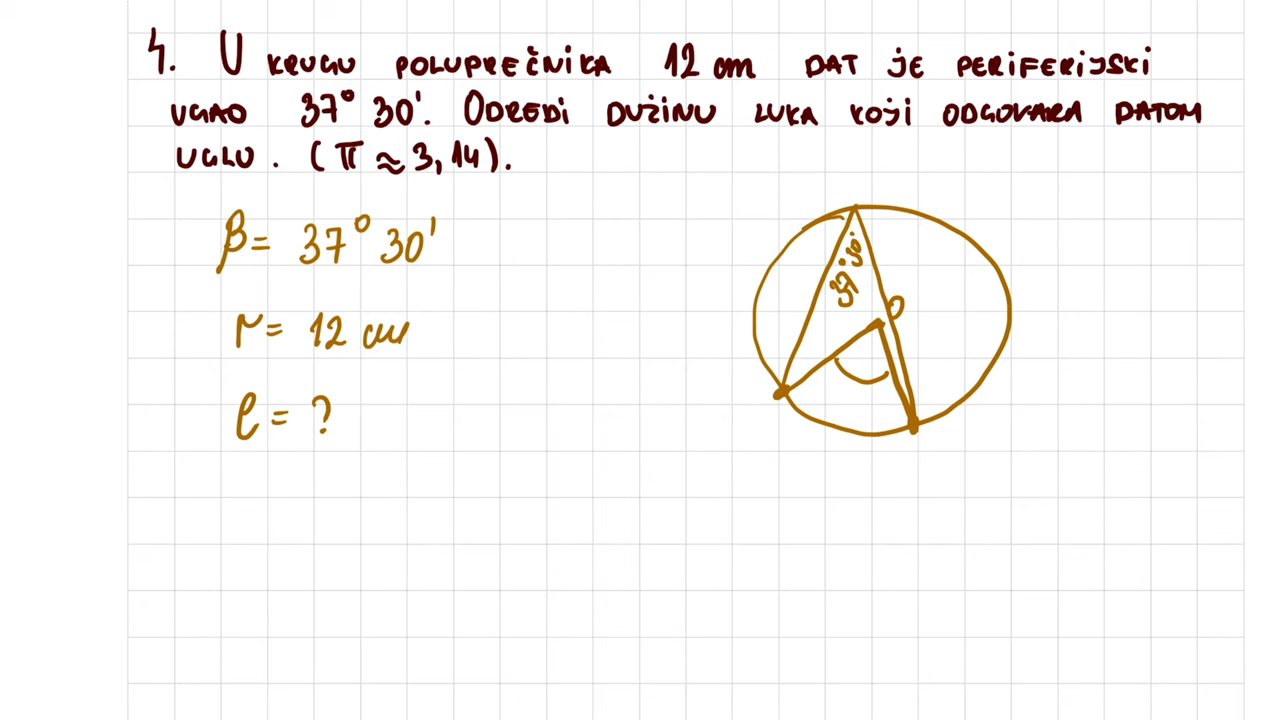 4. U KRUGU POLUPREČNIKA 12 cm DAT JE PERIFERIJSKI
UGAO 37° 30'. ODREDI DUŽINU LUKA KOJI ODGOVARA DATOM
UGLU. (π ≈ 3,14).
β = 37° 30'
r = 12 cm
l = ?
37°30'
O